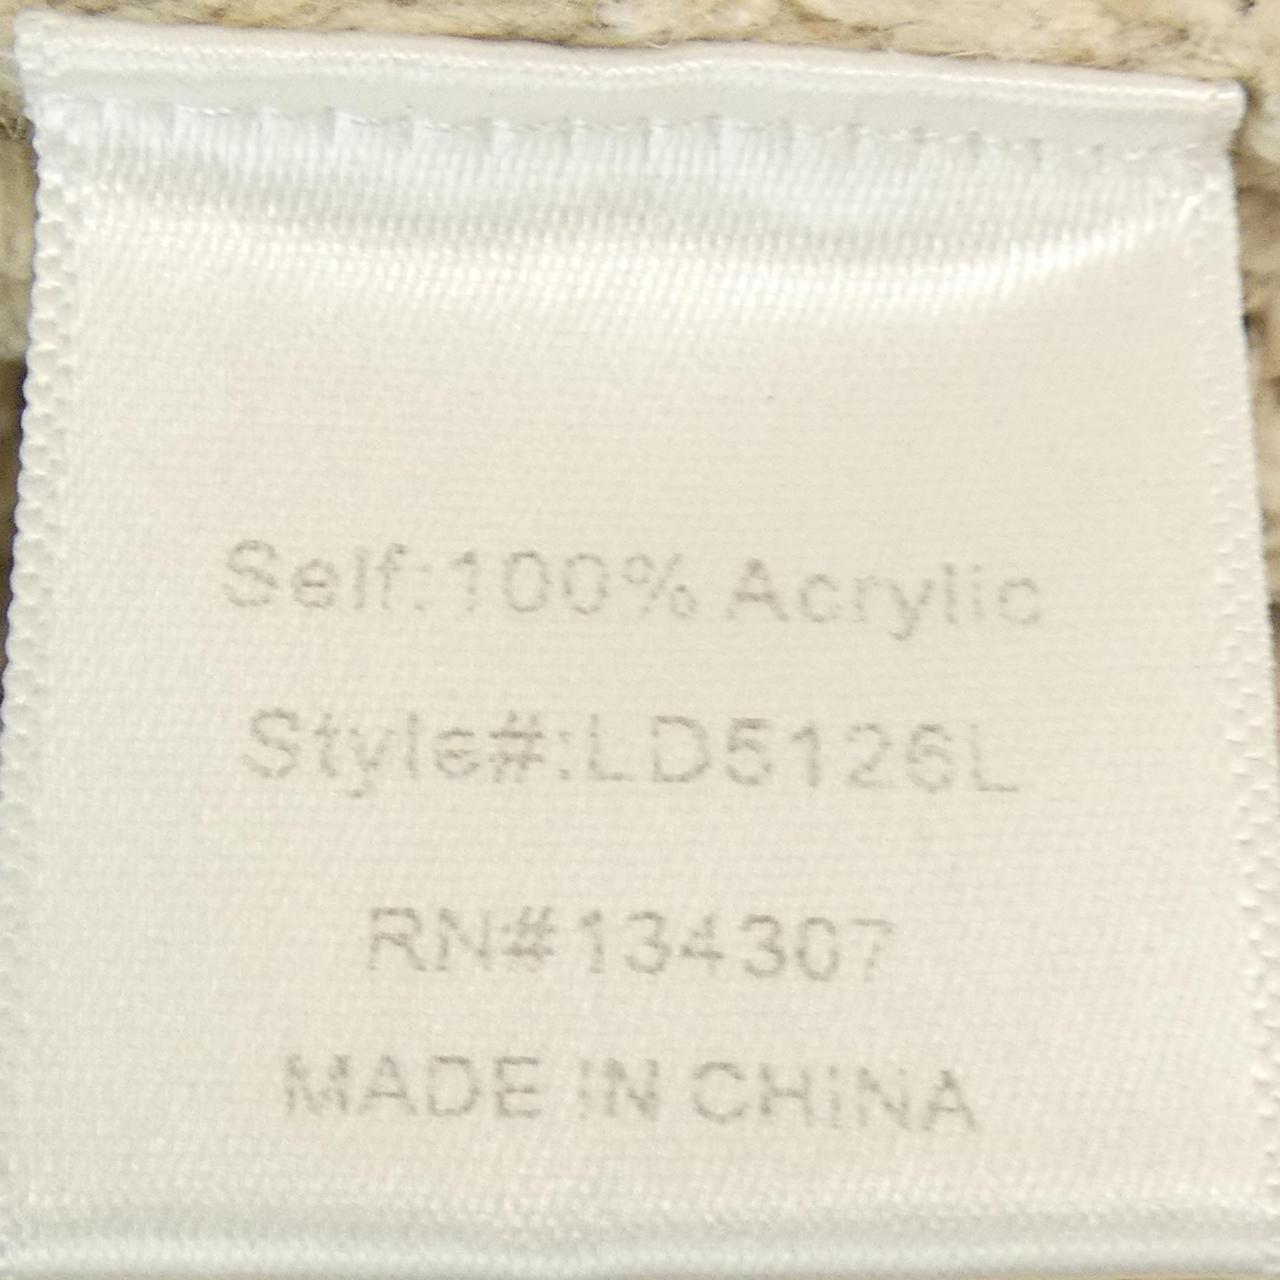 Self:100% Acrylic
Style#:LD5126L
RN#134307
MADE IN CHINA